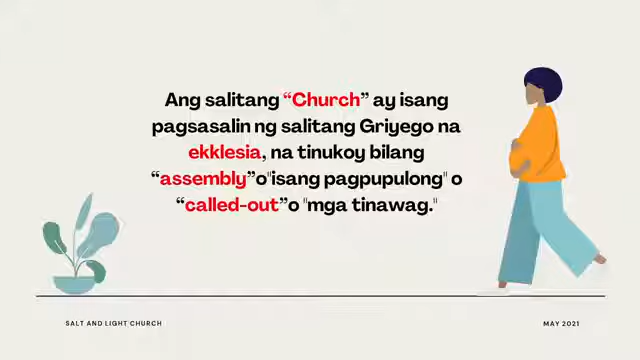 Ang salitang “Church” ay isang
pagsasalin ng salitang Griyego na
ekklesia, na tinukoy bilang
“assembly”o"isang pagpupulong" o
“called-out”o "mga tinawag."
SALT AND LIGHT CHURCH
MAY 2021